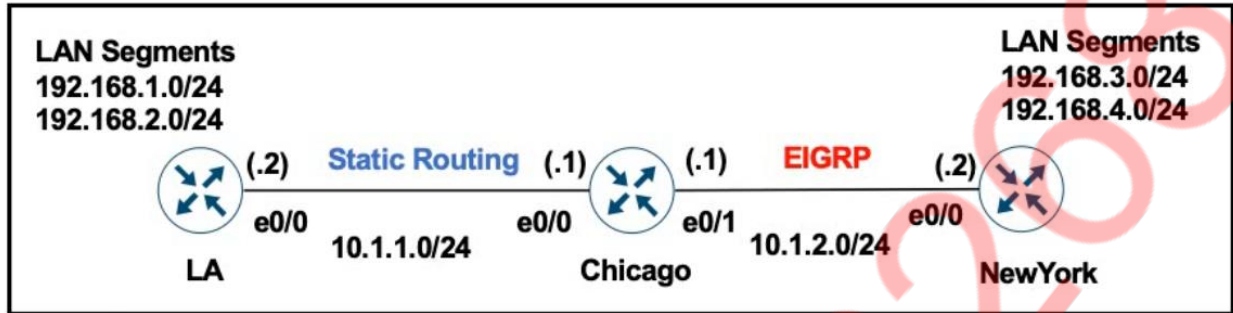 LAN Segments
192.168.1.0/24
192.168.2.0/24
LAN Segments
192.168.3.0/24
192.168.4.0/24
(.2) Static Routing (.1) (.1) EIGRP (.2)
e0/0 10.1.1.0/24 e0/0 e0/1 10.1.2.0/24 e0/0
LA Chicago NewYork